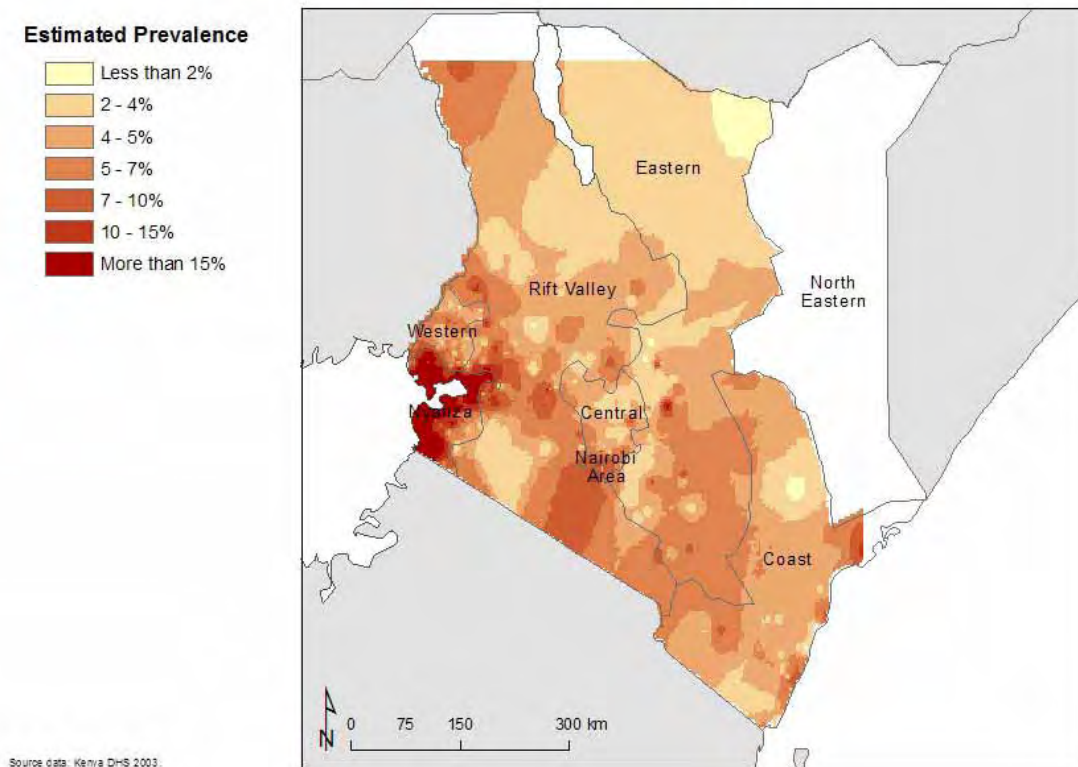 Estimated Prevalence
Less than 2%
2 - 4%
4 - 5%
5 - 7%
7 - 10%
10 - 15%
More than 15%
Eastern
North
Eastern
Rift Valley
Western
Nyanza
Central
Nairobi
Area
Coast
N
0 75 150 300 km
Source data: Kenya DHS 2003.